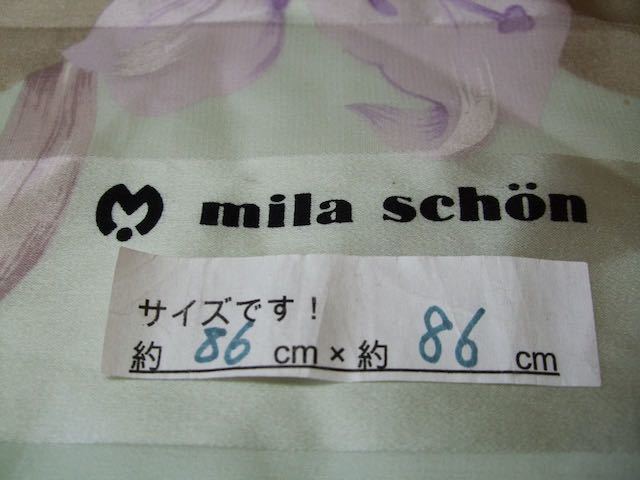 mila schön
サイズです!
約 86 cm × 約 86 cm